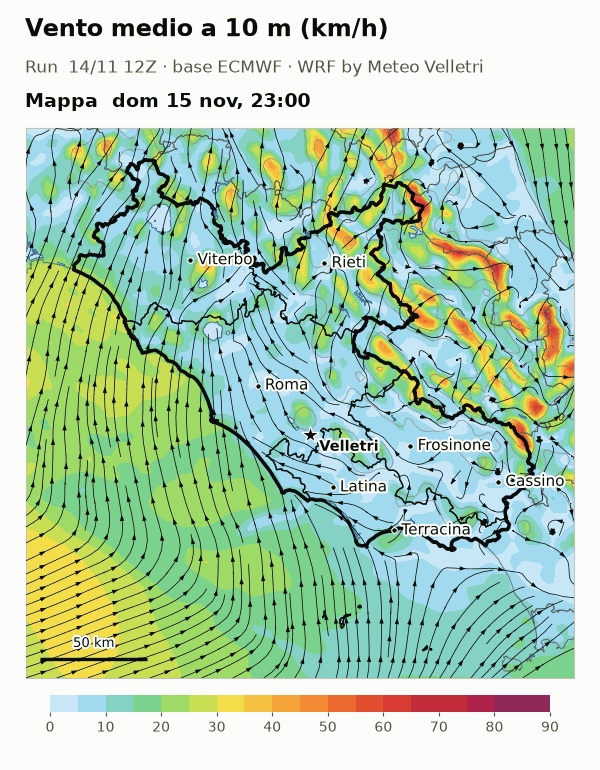 Vento medio a 10 m (km/h)
Run 14/11 12Z · base ECMWF · WRF by Meteo Velletri
Mappa dom 15 nov, 23:00
Viterbo
Rieti
Roma
Velletri
Frosinone
Cassino
Latina
Terracina
50 km
0 10 20 30 40 50 60 70 80 90